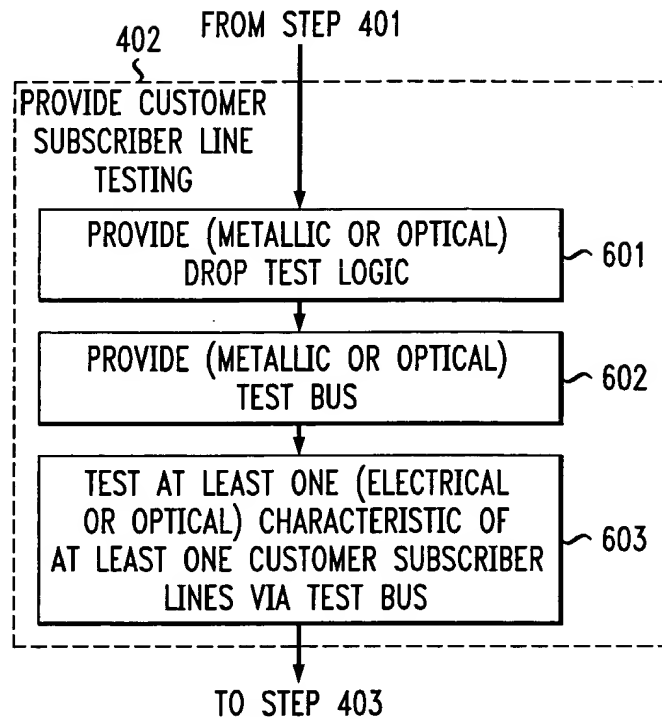 FROM STEP 401
402
PROVIDE CUSTOMER
SUBSCRIBER LINE
TESTING
PROVIDE (METALLIC OR OPTICAL)
DROP TEST LOGIC
601
PROVIDE (METALLIC OR OPTICAL)
TEST BUS
602
TEST AT LEAST ONE (ELECTRICAL
OR OPTICAL) CHARACTERISTIC OF
AT LEAST ONE CUSTOMER SUBSCRIBER
LINES VIA TEST BUS
603
TO STEP 403